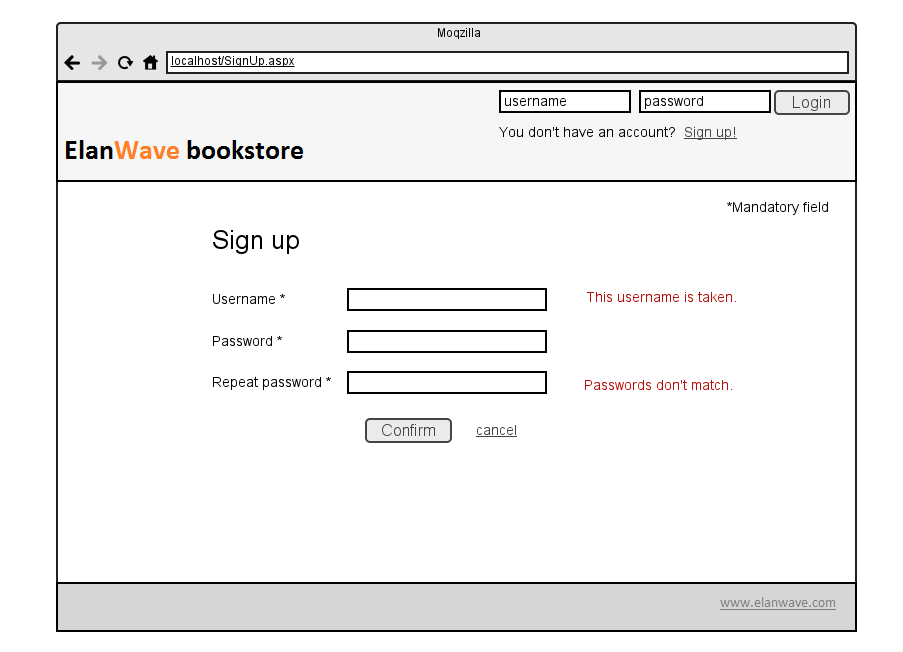 Moqzilla
localhost/SignUp.aspx
username password Login
You don't have an account? Sign up!
ElanWave bookstore
*Mandatory field
Sign up
Username * This username is taken.
Password *
Repeat password * Passwords don't match.
Confirm cancel
www.elanwave.com